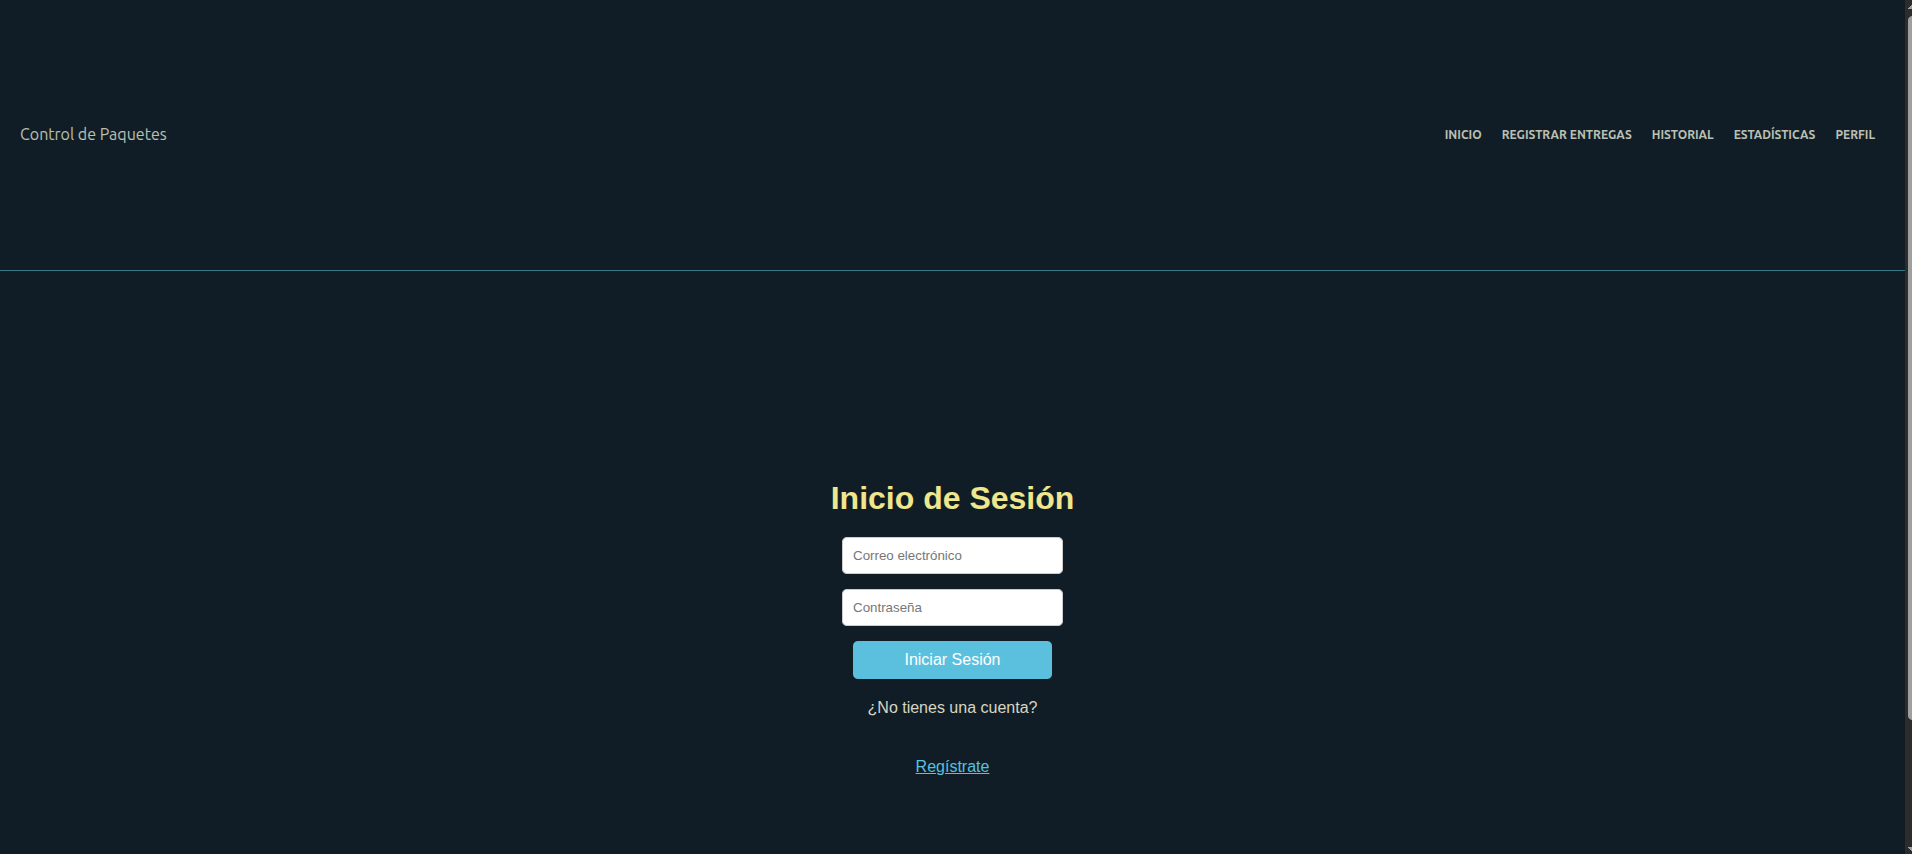 Control de Paquetes
INICIO REGISTRAR ENTREGAS HISTORIAL ESTADÍSTICAS PERFIL
Inicio de Sesión
Correo electrónico
Contraseña
Iniciar Sesión
¿No tienes una cuenta?
Regístrate